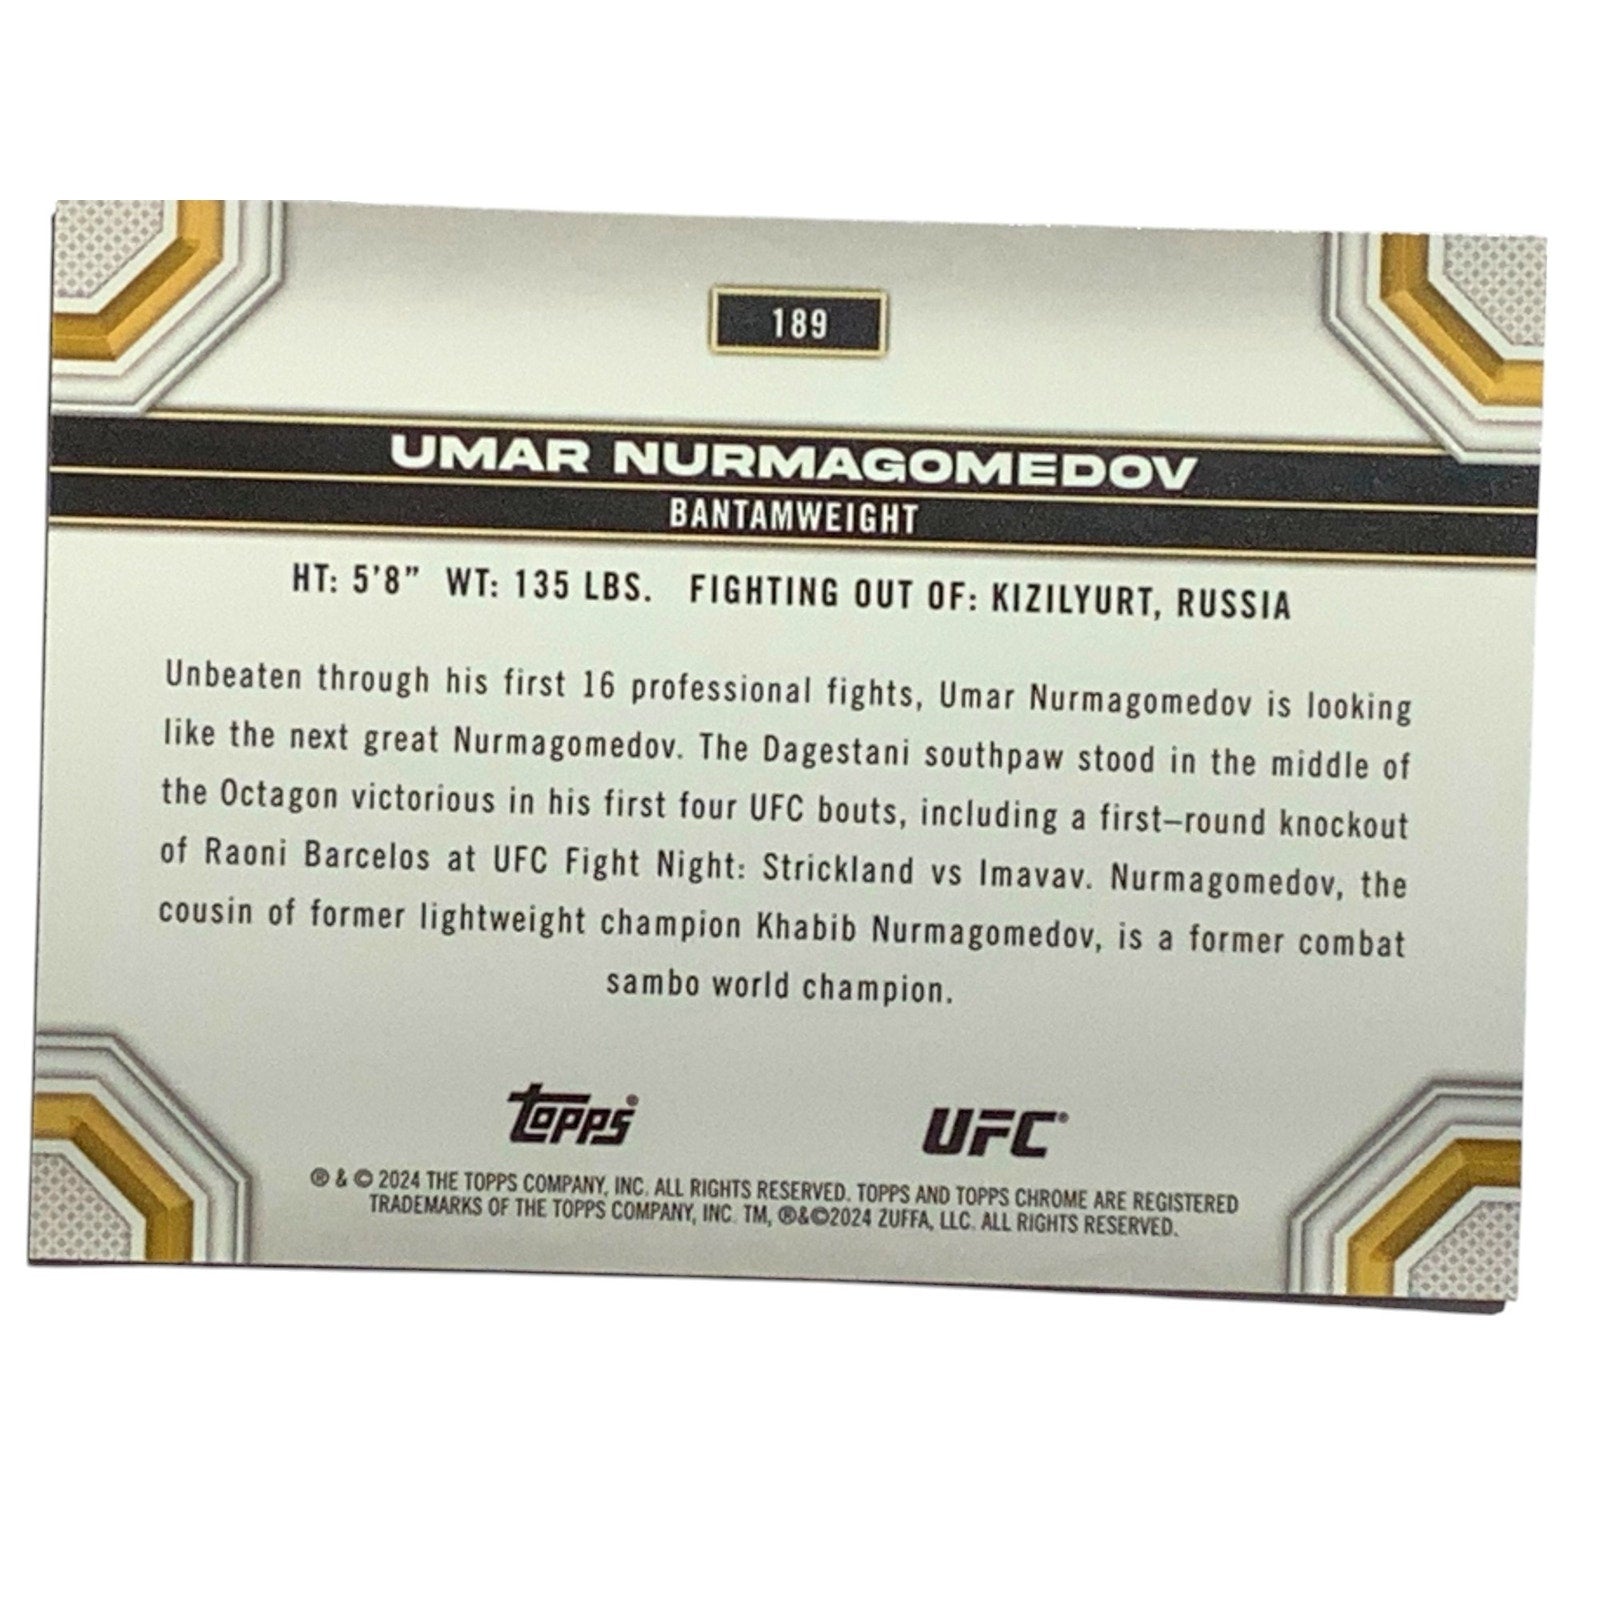 189
UMAR NURMAGOMEDOV
BANTAMWEIGHT
HT: 5'8" WT: 135 LBS. FIGHTING OUT OF: KIZILYURT, RUSSIA
Unbeaten through his first 16 professional fights, Umar Nurmagomedov is looking
like the next great Nurmagomedov. The Dagestani southpaw stood in the middle of
the Octagon victorious in his first four UFC bouts, including a first–round knockout
of Raoni Barcelos at UFC Fight Night: Strickland vs Imavav. Nurmagomedov, the
cousin of former lightweight champion Khabib Nurmagomedov, is a former combat
sambo world champion.
topps® UFC®
® & © 2024 THE TOPPS COMPANY, INC. ALL RIGHTS RESERVED. TOPPS AND TOPPS CHROME ARE REGISTERED
TRADEMARKS OF THE TOPPS COMPANY, INC. TM, ®&©2024 ZUFFA, LLC. ALL RIGHTS RESERVED.